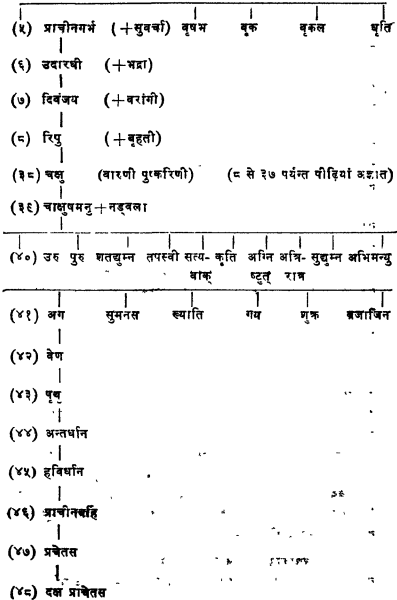 (५) प्राचीनगर्भ (+सुवर्चा) वृषभ वृक वृकल धृति
(६) उदारधी (+भद्रा)
(७) दिवंजय (+वरांगी)
(८) रिपु (+बृहती)
(३८) चक्षु (वारणी पुष्करिणी) (८ से ३७ पर्यन्त पीढ़ियां अज्ञात)
(३९) चाक्षुषमनु + नड्वला
(४०) उरु पुरु शतद्युम्न तपस्वी सत्य- कृति अग्नि अत्रि- सुद्युम्न अभिमन्यु
वाक् ष्टुत् रात्र
(४१) अग सुमनस ख्याति गय शुक्र व्रजाजिन
(४२) वेण
(४३) पृथु
(४४) अन्तर्धान
(४५) हविर्धान
(४६) प्राचीनबर्हि
(४७) प्रचेतस
(४८) दक्ष प्राचेतस